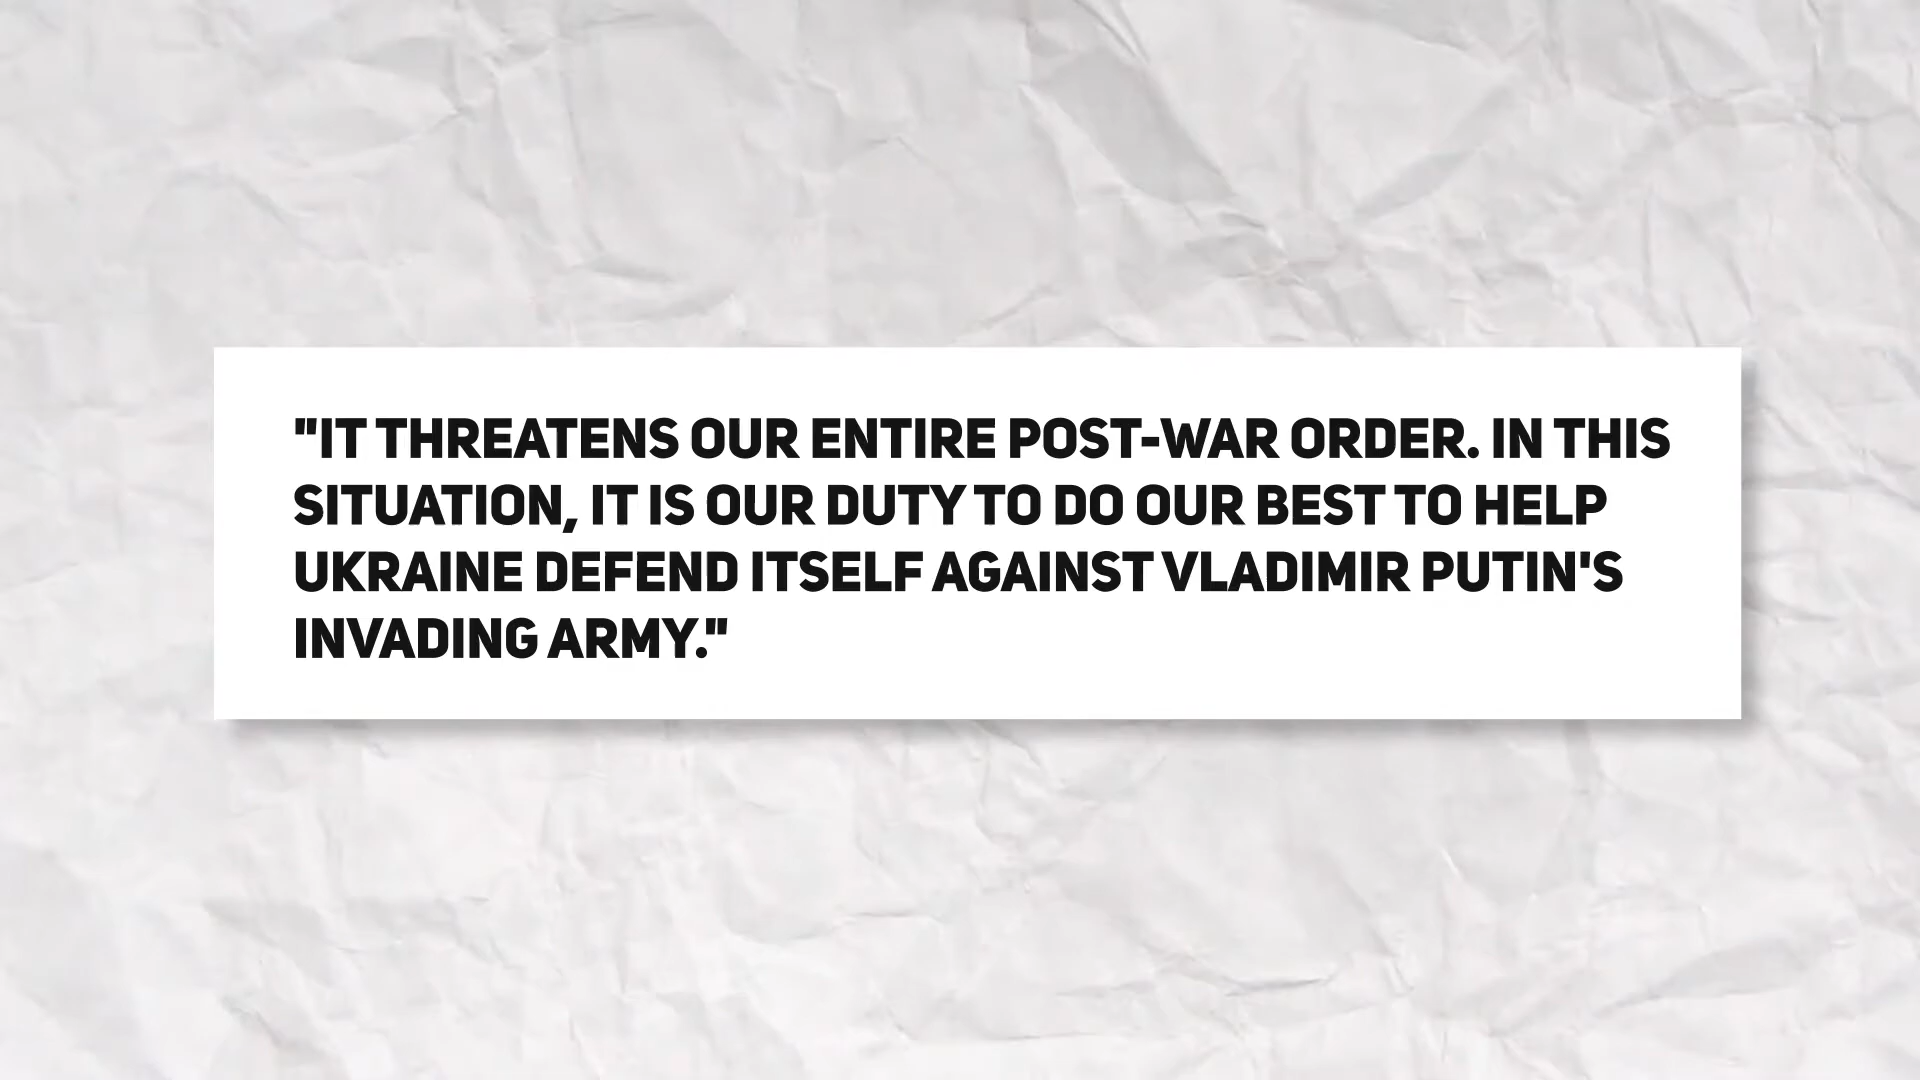 "IT THREATENS OUR ENTIRE POST-WAR ORDER. IN THIS
SITUATION, IT IS OUR DUTY TO DO OUR BEST TO HELP
UKRAINE DEFEND ITSELF AGAINST VLADIMIR PUTIN'S
INVADING ARMY."